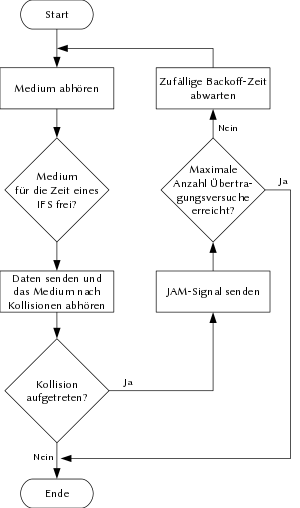 Start
Medium abhören
Medium
für die Zeit eines
IFS frei?
Daten senden und
das Medium nach
Kollisionen abhören
Kollision
aufgetreten?
Ja
Nein
Ende
JAM-Signal senden
Maximale
Anzahl Übertra-
gungsversuche
erreicht?
Ja
Nein
Zufällige Backoff-Zeit
abwarten